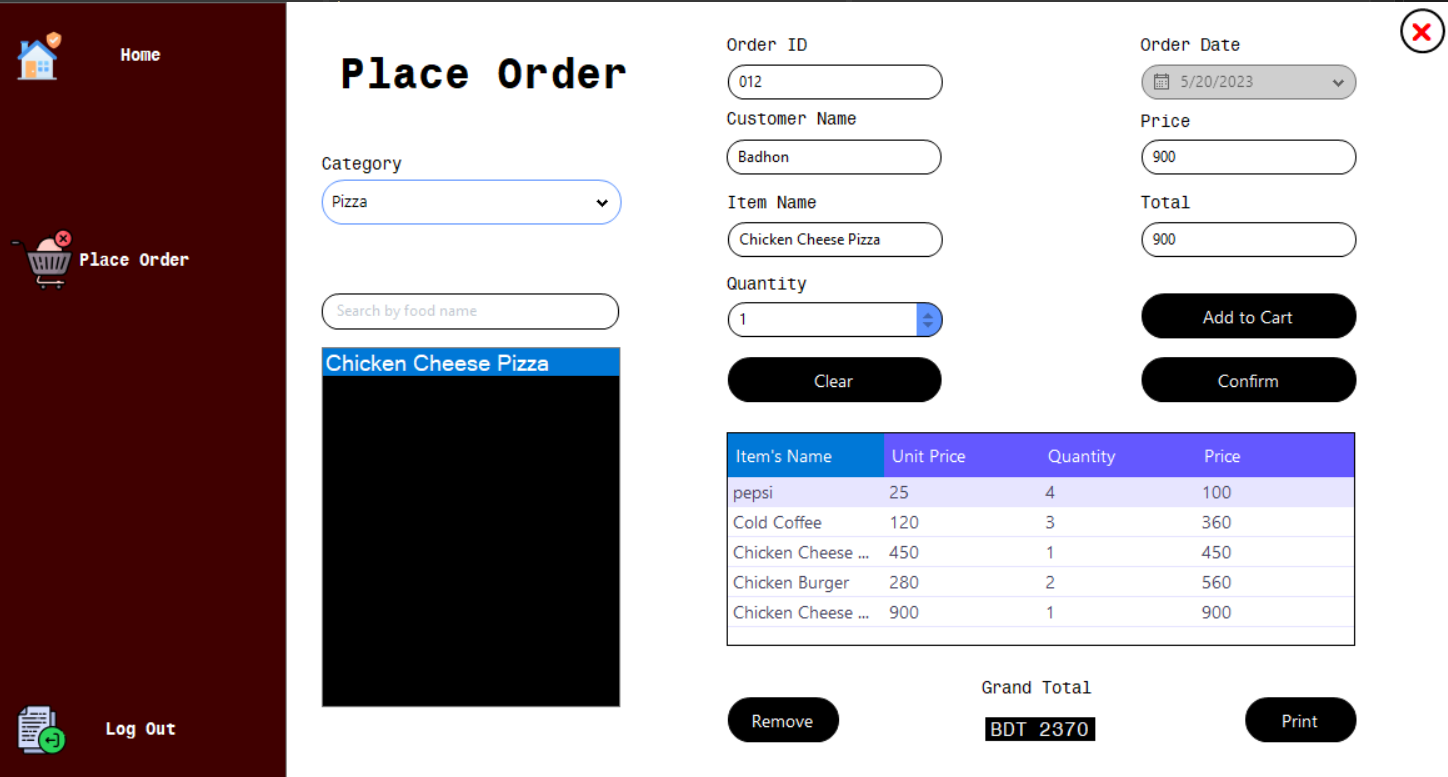 Home
Place Order
Log Out
Place Order
Category
Pizza
Search by food name
Chicken Cheese Pizza
Order ID
012
Customer Name
Badhon
Item Name
Chicken Cheese Pizza
Quantity
1
Clear
Order Date
5/20/2023
Price
900
Total
900
Add to Cart
Confirm
Item's Name Unit Price Quantity Price
pepsi 25 4 100
Cold Coffee 120 3 360
Chicken Cheese ... 450 1 450
Chicken Burger 280 2 560
Chicken Cheese ... 900 1 900
Remove
Grand Total
BDT 2370
Print